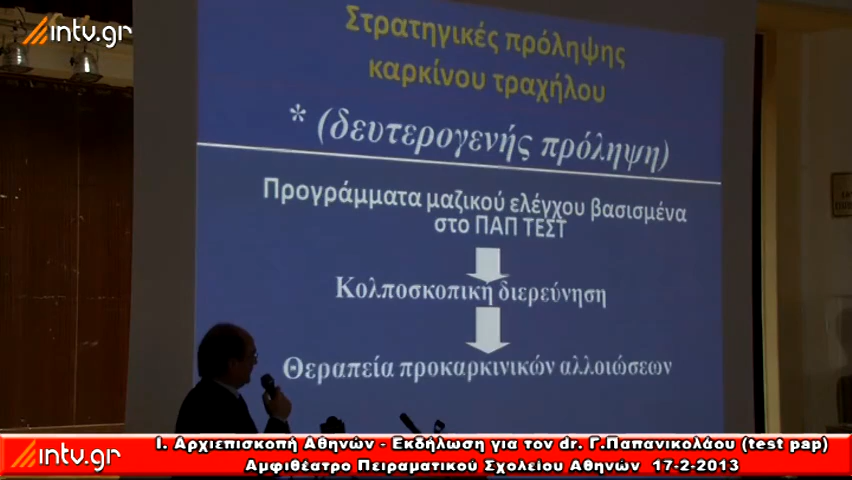 intv.gr
Στρατηγικές πρόληψης
καρκίνου τραχήλου
* (δευτερογενής πρόληψη)
Προγράμματα μαζικού ελέγχου βασισμένα
στο ΠΑΠ ΤΕΣΤ
Κολποσκοπική διερεύνηση
Θεραπεία προκαρκινικών αλλοιώσεων
intv.gr
Ι. Αρχιεπισκοπή Αθηνών - Εκδήλωση για τον dr. Γ.Παπανικολάου (test pap)
Αμφιθέατρο Πειραματικού Σχολείου Αθηνών 17-2-2013